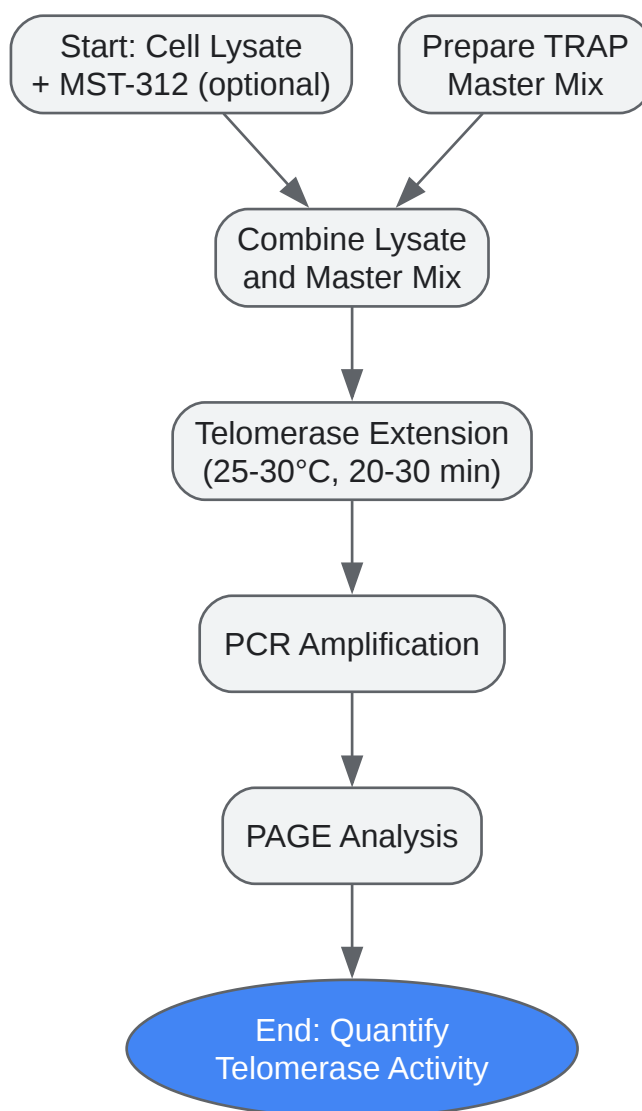 Start: Cell Lysate
+ MST-312 (optional)
Prepare TRAP
Master Mix
Combine Lysate
and Master Mix
Telomerase Extension
(25-30°C, 20-30 min)
PCR Amplification
PAGE Analysis
End: Quantify
Telomerase Activity